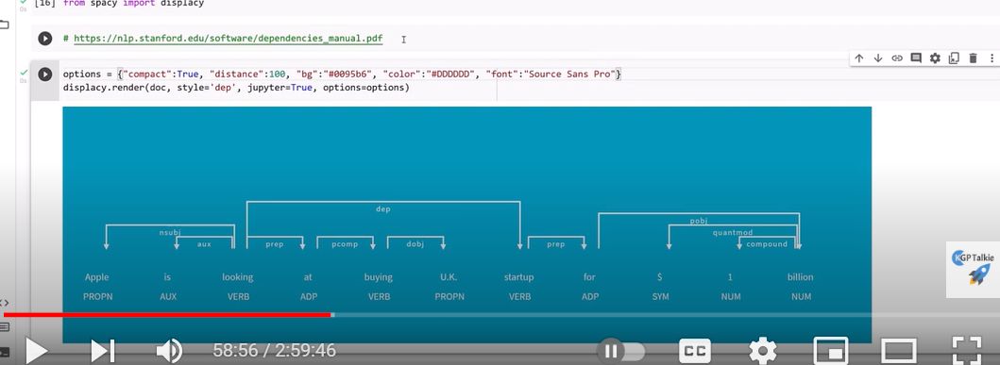 [16] from spacy import displacy
0s
# https://nlp.stanford.edu/software/dependencies_manual.pdf
0s
options = {"compact":True, "distance":100, "bg":"#0095b6", "color":"#DDDDDD", "font":"Source Sans Pro"}
displacy.render(doc, style='dep', jupyter=True, options=options)
dep
pobj
nsubj
quantmod
aux prep pcomp dobj prep compound
Apple is looking at buying U.K. startup for $ 1 billion
PROPN AUX VERB ADP VERB PROPN VERB ADP SYM NUM NUM
KGP Talkie
58:56 / 2:59:46
CC